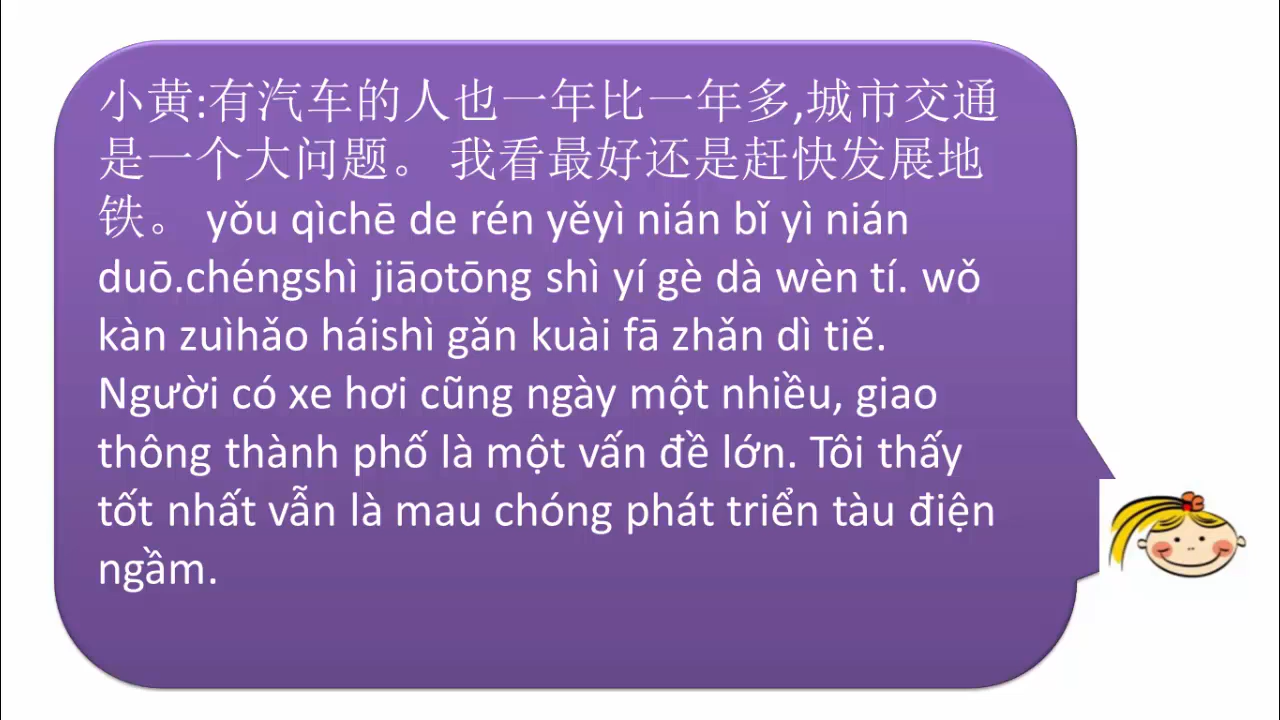 小黄:有汽车的人也一年比一年多,城市交通
是一个大问题。 我看最好还是赶快发展地
铁。 yǒu qìchē de rén yěyì nián bǐ yì nián
duō.chéngshì jiāotōng shì yí gè dà wèn tí. wǒ
kàn zuìhǎo háishì gǎn kuài fā zhǎn dì tiě.
Người có xe hơi cũng ngày một nhiều, giao
thông thành phố là một vấn đề lớn. Tôi thấy
tốt nhất vẫn là mau chóng phát triển tàu điện
ngầm.